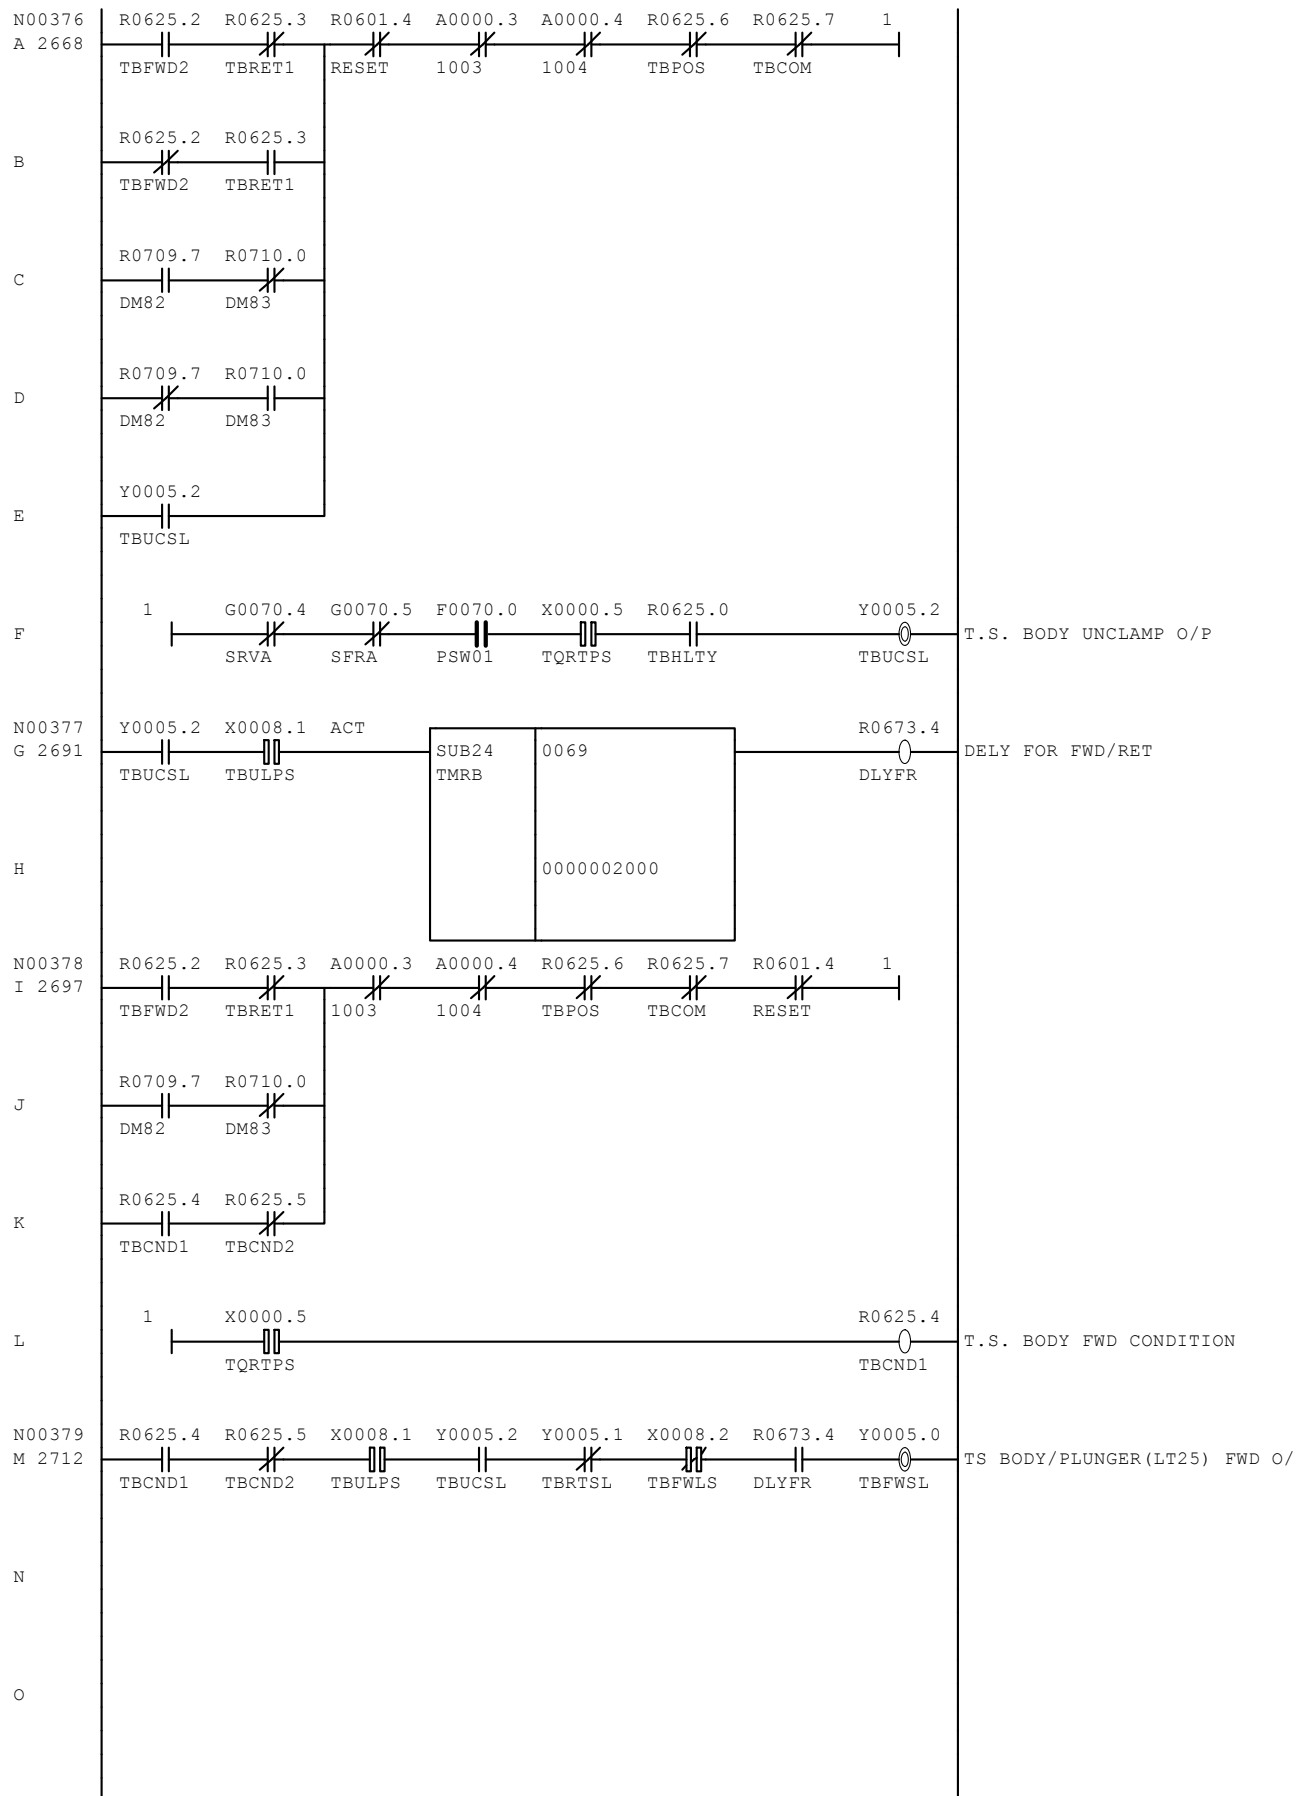 N00376 R0625.2 R0625.3 R0601.4 A0000.3 A0000.4 R0625.6 R0625.7 1
A 2668
TBFWD2 TBRET1 RESET 1003 1004 TBPOS TBCOM
R0625.2 R0625.3
B
TBFWD2 TBRET1
R0709.7 R0710.0
C
DM82 DM83
R0709.7 R0710.0
D
DM82 DM83
Y0005.2
E
TBUCSL
1 G0070.4 G0070.5 F0070.0 X0000.5 R0625.0 Y0005.2
F T.S. BODY UNCLAMP O/P
SRVA SFRA PSW01 TQRTPS TBHLTY TBUCSL
N00377 Y0005.2 X0008.1 ACT R0673.4
G 2691 SUB24 0069 DELY FOR FWD/RET
TBUCSL TBULPS TMRB DLYFR
H 0000002000
N00378 R0625.2 R0625.3 A0000.3 A0000.4 R0625.6 R0625.7 R0601.4 1
I 2697
TBFWD2 TBRET1 1003 1004 TBPOS TBCOM RESET
R0709.7 R0710.0
J
DM82 DM83
R0625.4 R0625.5
K
TBCND1 TBCND2
1 X0000.5 R0625.4
L T.S. BODY FWD CONDITION
TQRTPS TBCND1
N00379 R0625.4 R0625.5 X0008.1 Y0005.2 Y0005.1 X0008.2 R0673.4 Y0005.0
M 2712 TS BODY/PLUNGER(LT25) FWD O/
TBCND1 TBCND2 TBULPS TBUCSL TBRTSL TBFWLS DLYFR TBFWSL
N
O